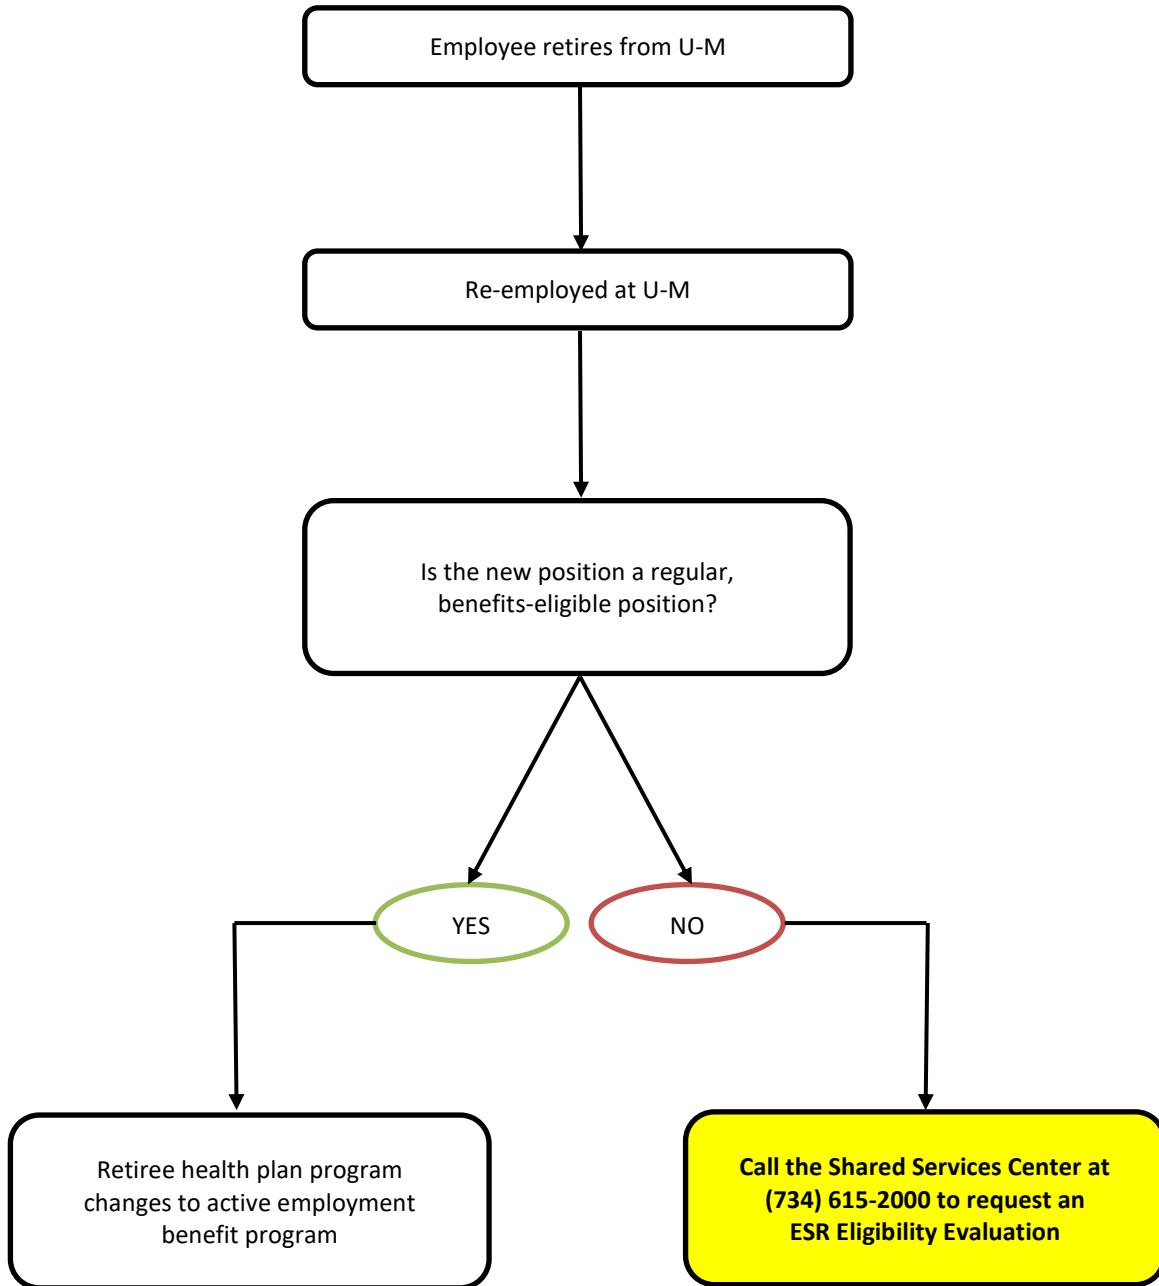 Employee retires from U-M
Re-employed at U-M
Is the new position a regular,
benefits-eligible position?
YES
NO
Retiree health plan program
changes to active employment
benefit program
Call the Shared Services Center at
(734) 615-2000 to request an
ESR Eligibility Evaluation